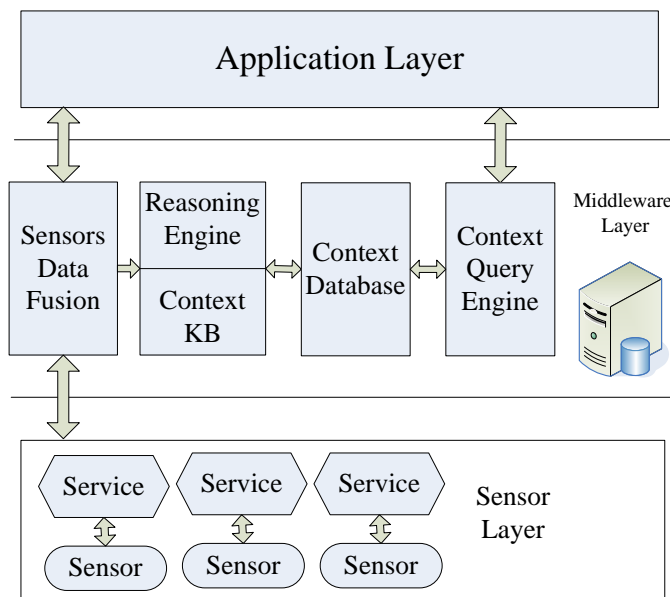 Application Layer
Sensors
Data
Fusion
Reasoning
Engine
Context
KB
Context
Database
Context
Query
Engine
Middleware
Layer
Service
Service
Service
Sensor
Sensor
Sensor
Sensor
Layer